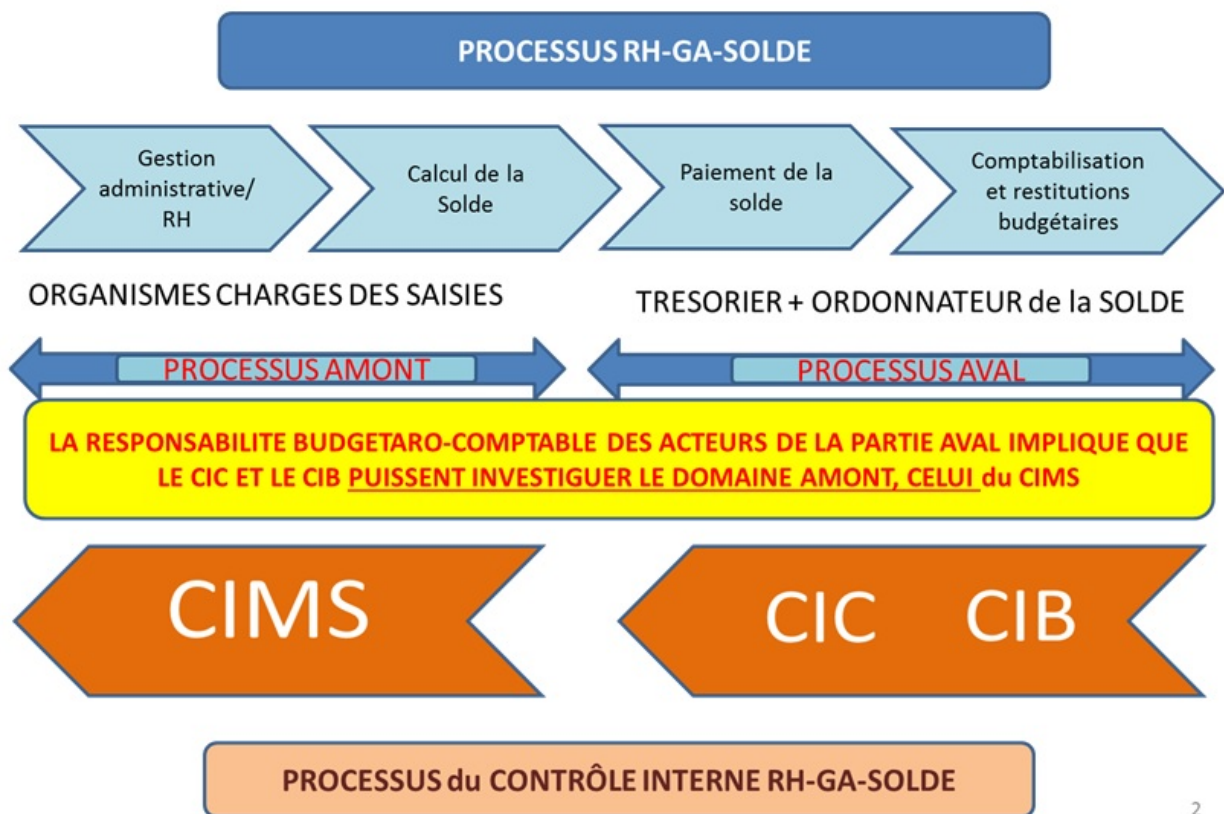 PROCESSUS RH-GA-SOLDE
Gestion
administrative/
RH
Calcul de la
Solde
Paiement de la
solde
Comptabilisation
et restitutions
budgétaires
ORGANISMES CHARGES DES SAISIES
TRESORIER + ORDONNATEUR de la SOLDE
PROCESSUS AMONT
PROCESSUS AVAL
LA RESPONSABILITE BUDGETARO-COMPTABLE DES ACTEURS DE LA PARTIE AVAL IMPLIQUE QUE
LE CIC ET LE CIB PUISSENT INVESTIGUER LE DOMAINE AMONT, CELUI du CIMS
CIMS
CIC CIB
PROCESSUS du CONTRÔLE INTERNE RH-GA-SOLDE
2